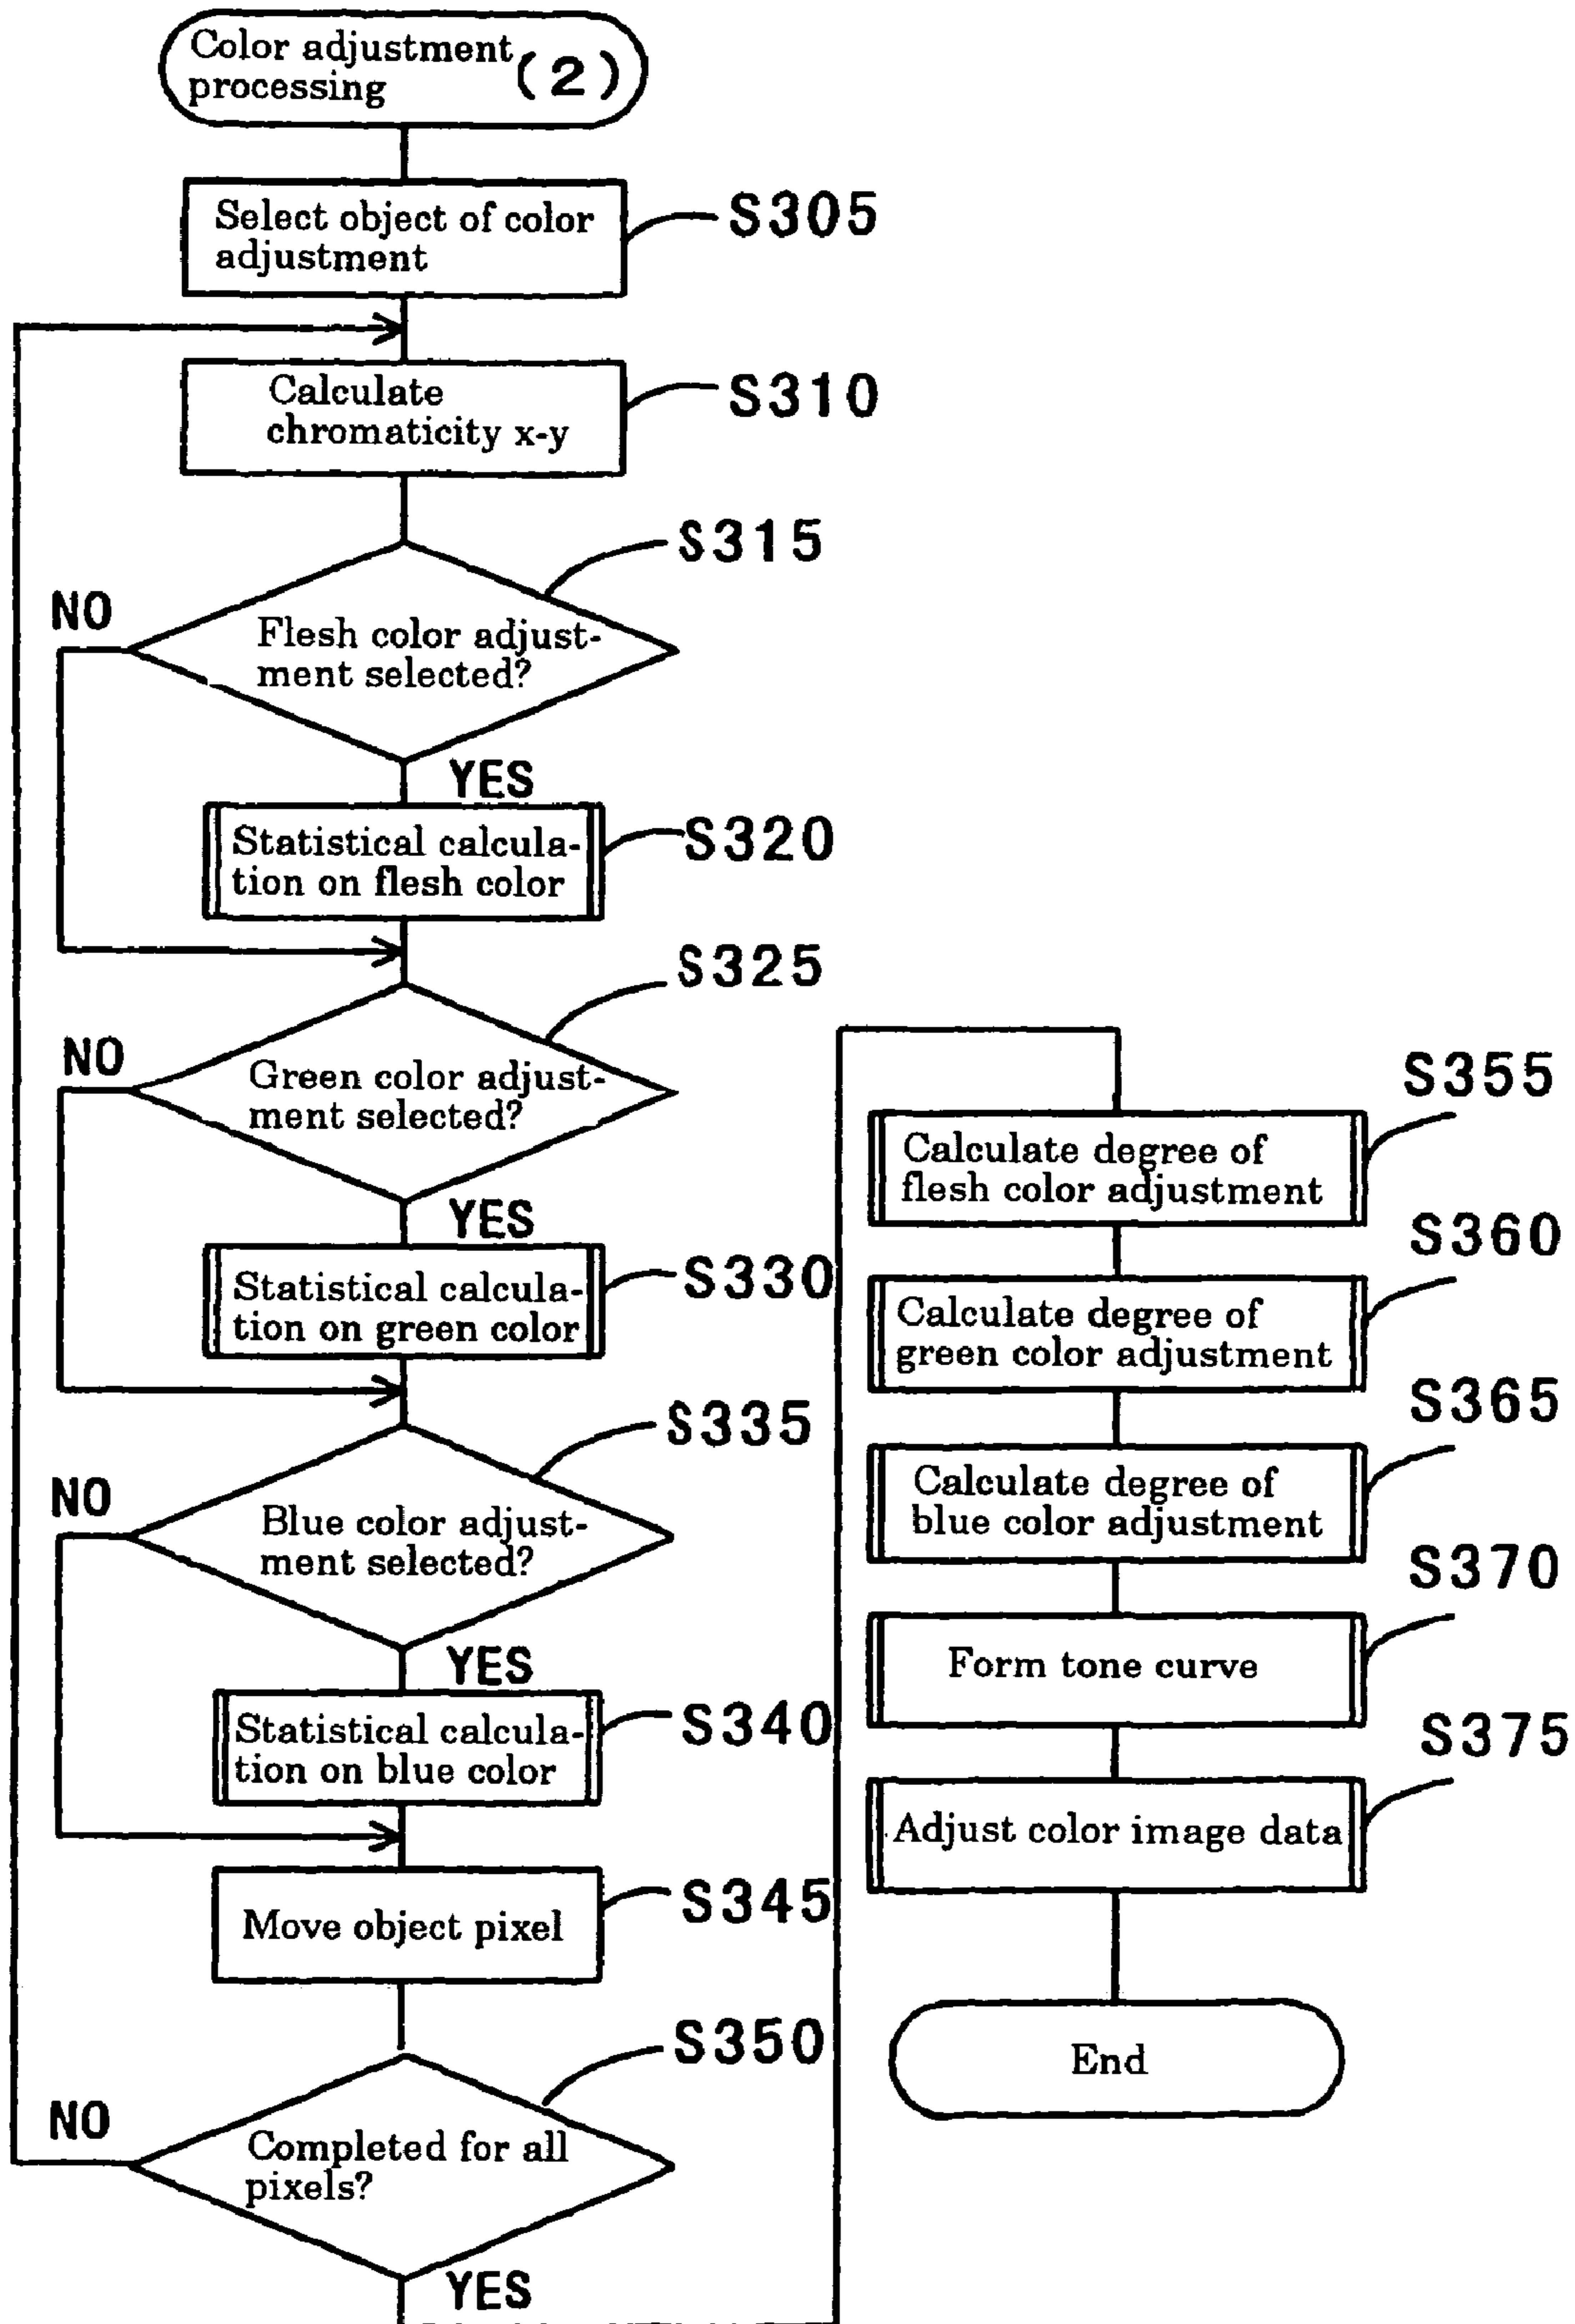 Color adjustment
processing (2)
Select object of color
adjustment
S305
Calculate
chromaticity x-y
S310
S315
NO
Flesh color adjust-
ment selected?
YES
Statistical calcula-
tion on flesh color
S320
S325
NO
Green color adjust-
ment selected?
YES
Statistical calcula-
tion on green color
S330
S335
NO
Blue color adjust-
ment selected?
YES
Statistical calcula-
tion on blue color
S340
Move object pixel
S345
S350
NO
Completed for all
pixels?
YES
S355
Calculate degree of
flesh color adjustment
S360
Calculate degree of
green color adjustment
S365
Calculate degree of
blue color adjustment
S370
Form tone curve
S375
Adjust color image data
End